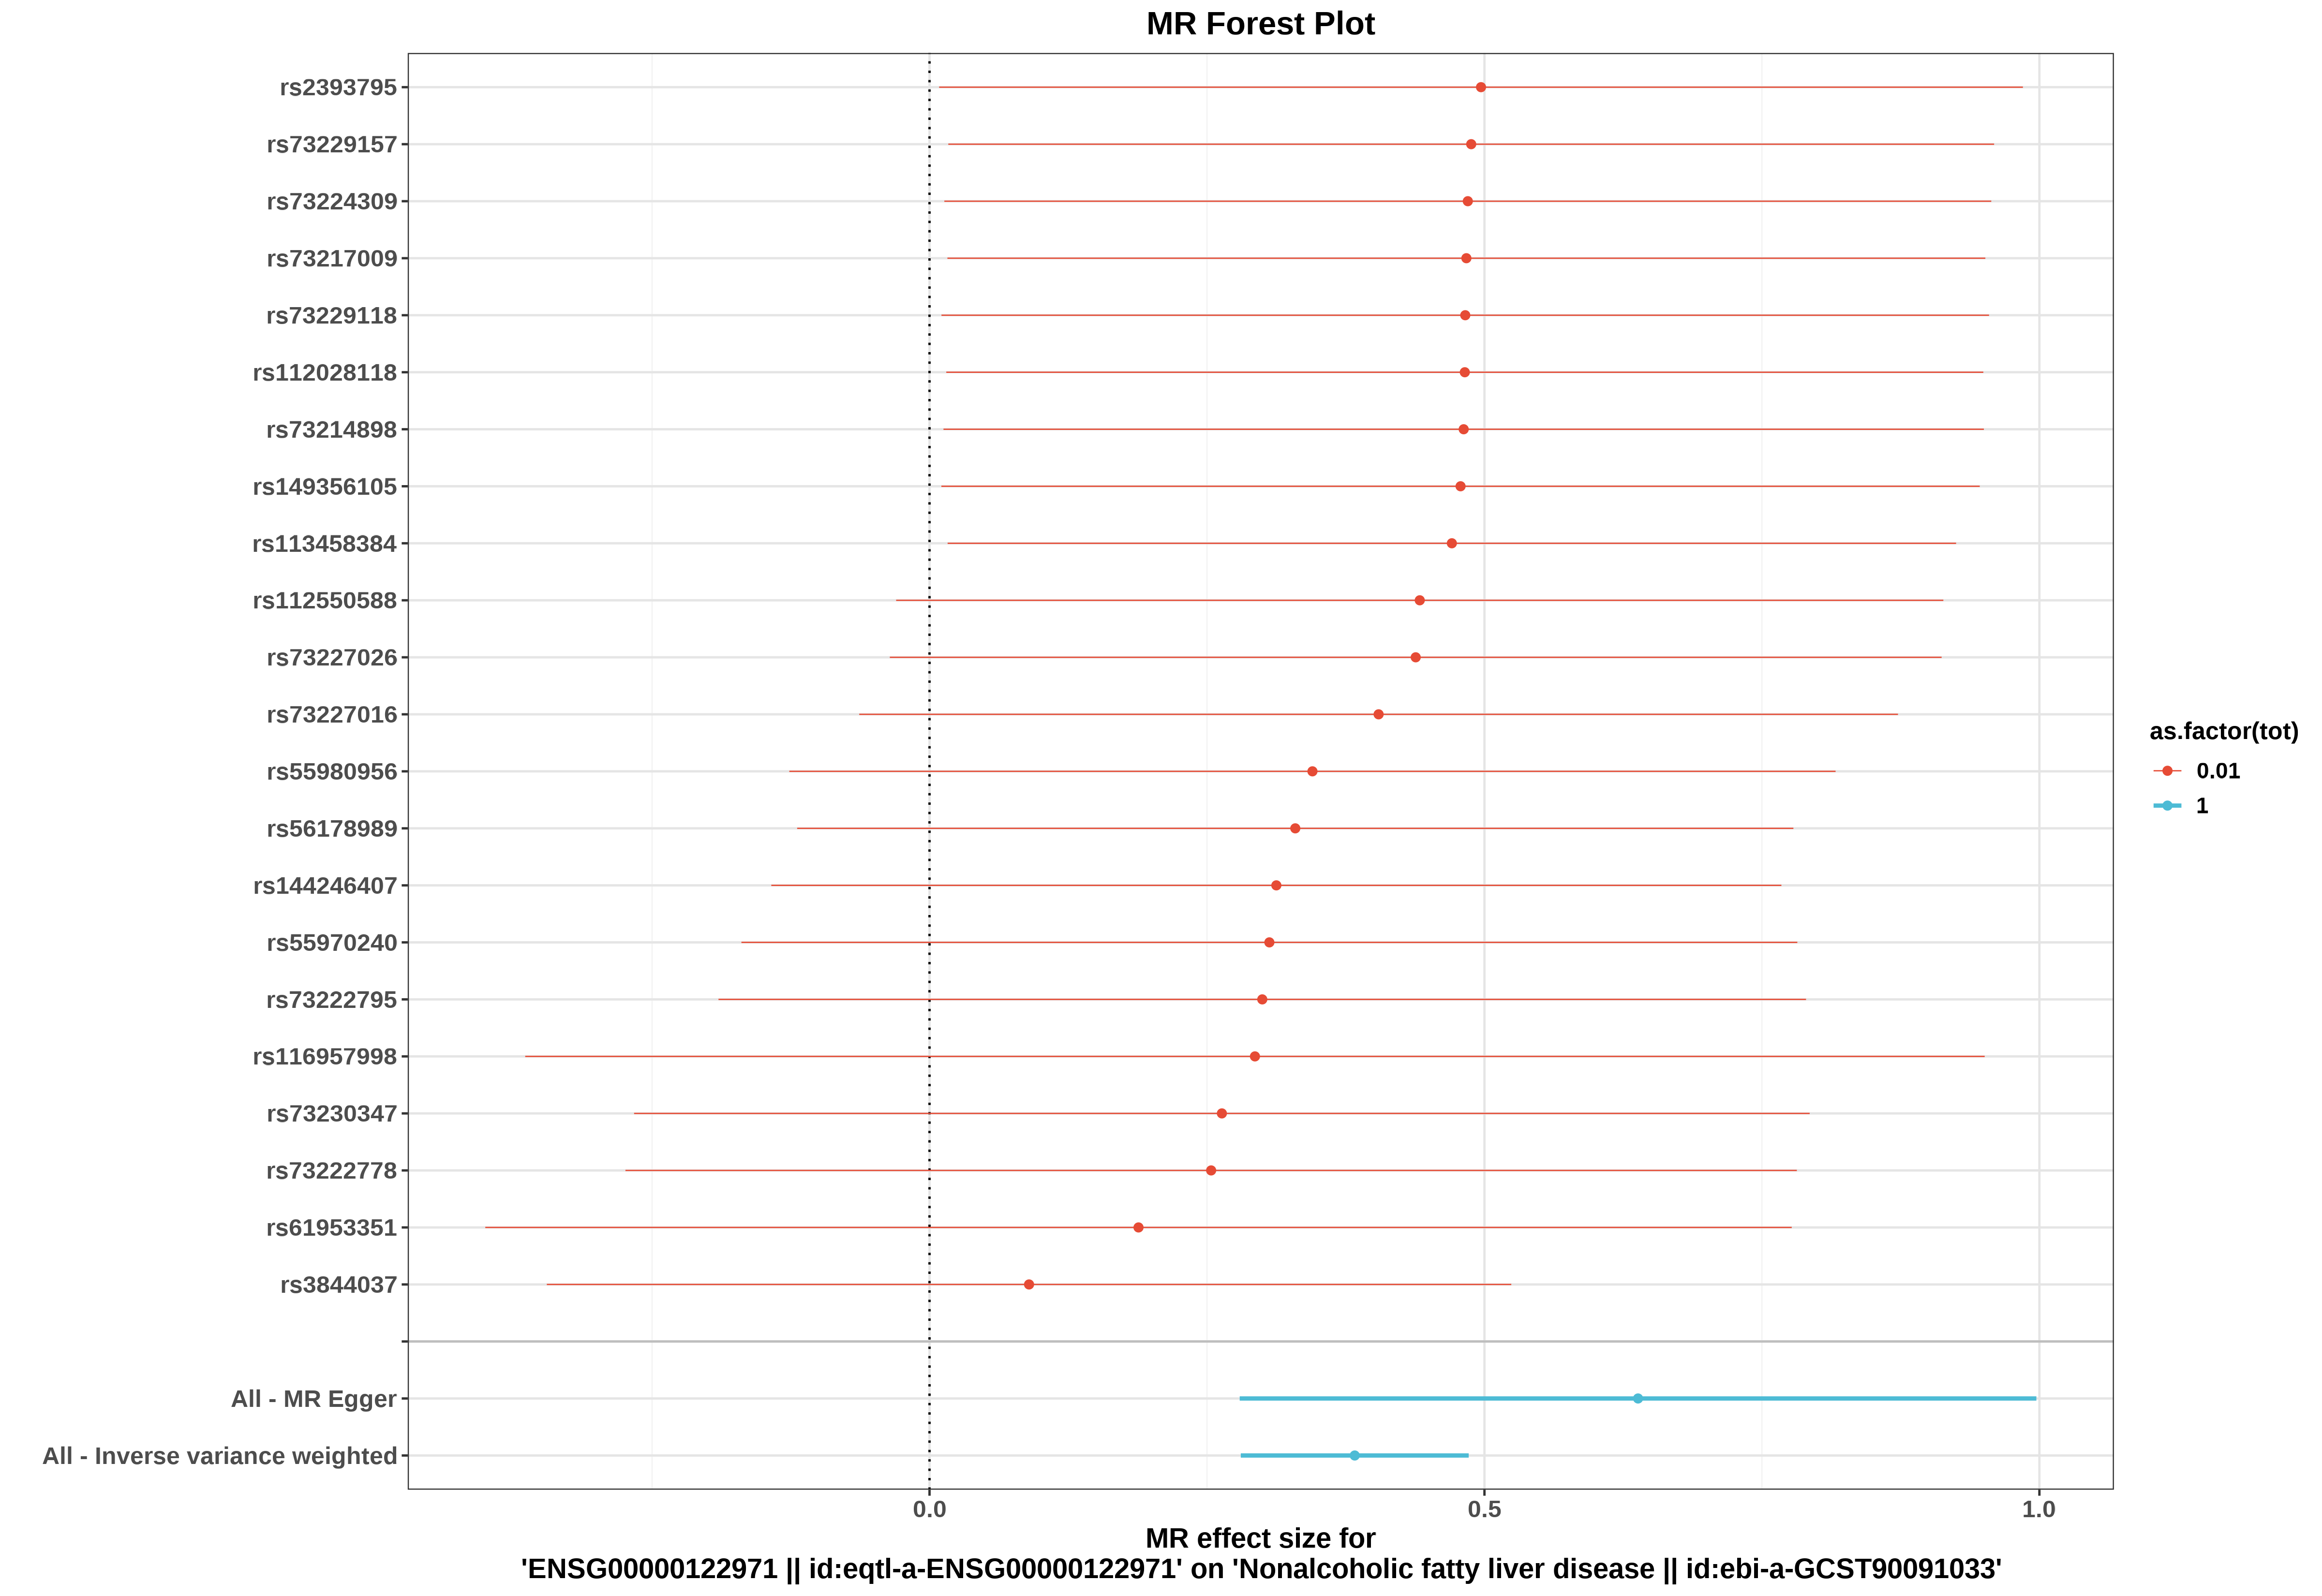 MR Forest Plot
rs2393795
rs73229157
rs73224309
rs73217009
rs73229118
rs112028118
rs73214898
rs149356105
rs113458384
rs112550588
rs73227026
rs73227016
rs55980956
rs56178989
rs144246407
rs55970240
rs73222795
rs116957998
rs73230347
rs73222778
rs61953351
rs3844037
All - MR Egger
All - Inverse variance weighted
as.factor(tot)
0.01
1
0.0 0.5 1.0
MR effect size for
'ENSG00000122971 || id:eqtl-a-ENSG00000122971' on 'Nonalcoholic fatty liver disease || id:ebi-a-GCST90091033'